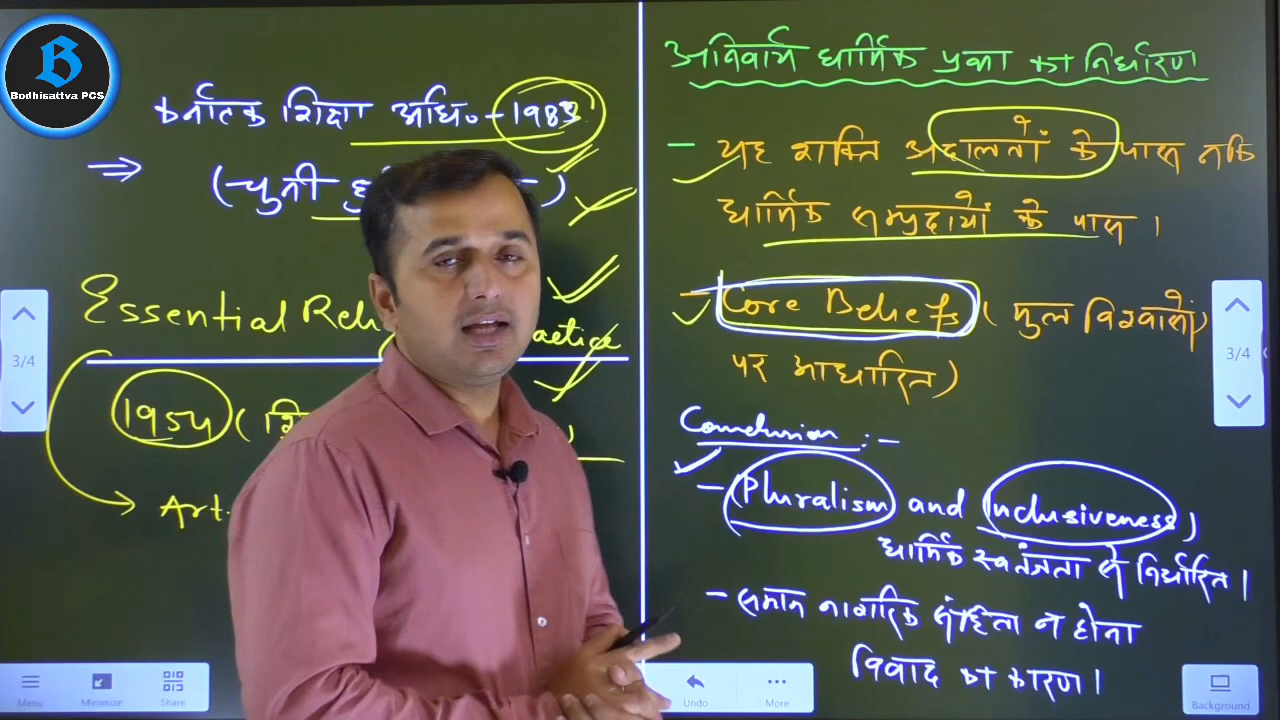 B
Bodhisattva PCS
कर्नाटक शिक्षा अधि० - 1983
⇒ (चुनौती
Essential Rel
actice
1954 (
Art.
3/4
Menu
Minimize
Share
अनिवार्य धार्मिक प्रथा का निर्धारण
- यह शक्ति अदालतों के पास न कि
धार्मिक सम्प्रदायों के पास ।
- Core Beliefs (मुल विश्वासों
पर आधारित)
Conclusion :-
- Pluralism and Inclusiveness,
धार्मिक स्वतंत्रता से निर्धारित ।
- समान नागरिक संहिता न होना
विवाद का कारण ।
3/4
Undo
More
Background